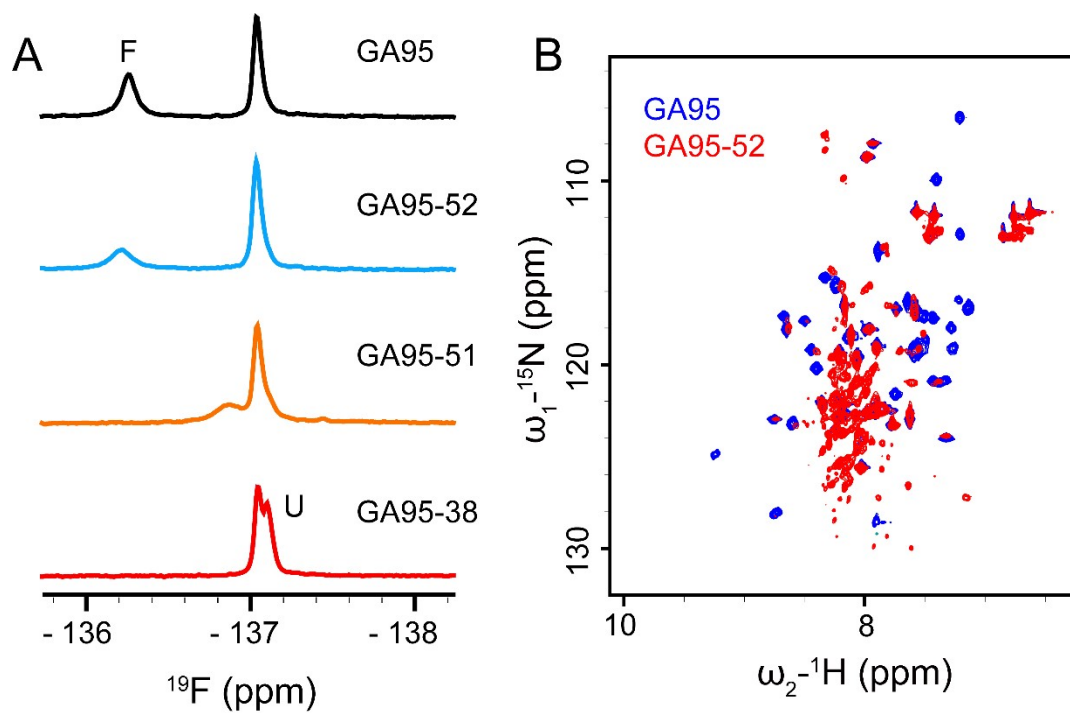 A
F
GA95
GA95-52
GA95-51
GA95-38
U
- 136
- 137
- 138
¹⁹F (ppm)
B
GA95
GA95-52
110
120
130
ω₁-¹⁵N (ppm)
10
8
ω₂-¹H (ppm)